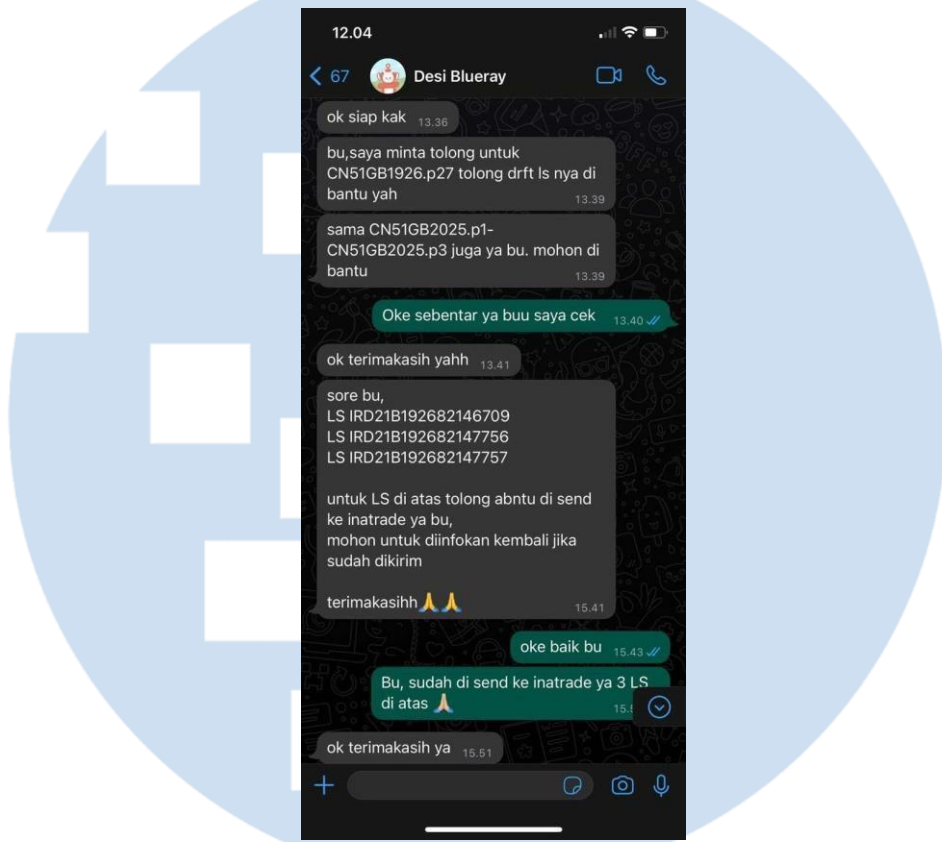 12.04
67
Desi Blueray
ok siap kak 13.36
bu,saya minta tolong untuk
CN51GB1926.p27 tolong drft ls nya di
bantu yah 13.39
sama CN51GB2025.p1-
CN51GB2025.p3 juga ya bu. mohon di
bantu 13.39
Oke sebentar ya buu saya cek 13.40
ok terimakasih yahh 13.41
sore bu,
LS IRD21B192682146709
LS IRD21B192682147756
LS IRD21B192682147757
untuk LS di atas tolong abntu di send
ke inatrade ya bu,
mohon untuk diinfokan kembali jika
sudah dikirim
terimakasihh🙏🙏 15.41
oke baik bu 15.43
Bu, sudah di send ke inatrade ya 3 LS
di atas 🙏
ok terimakasih ya 15.51